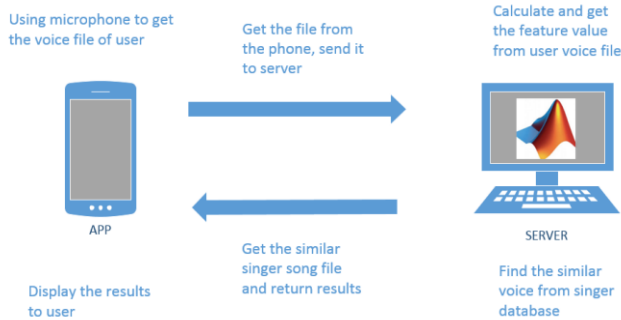 Using microphone to get
the voice file of user
Get the file from
the phone, send it
to server
Calculate and get
the feature value
from user voice file
APP
SERVER
Get the similar
singer song file
and return results
Display the results
to user
Find the similar
voice from singer
database